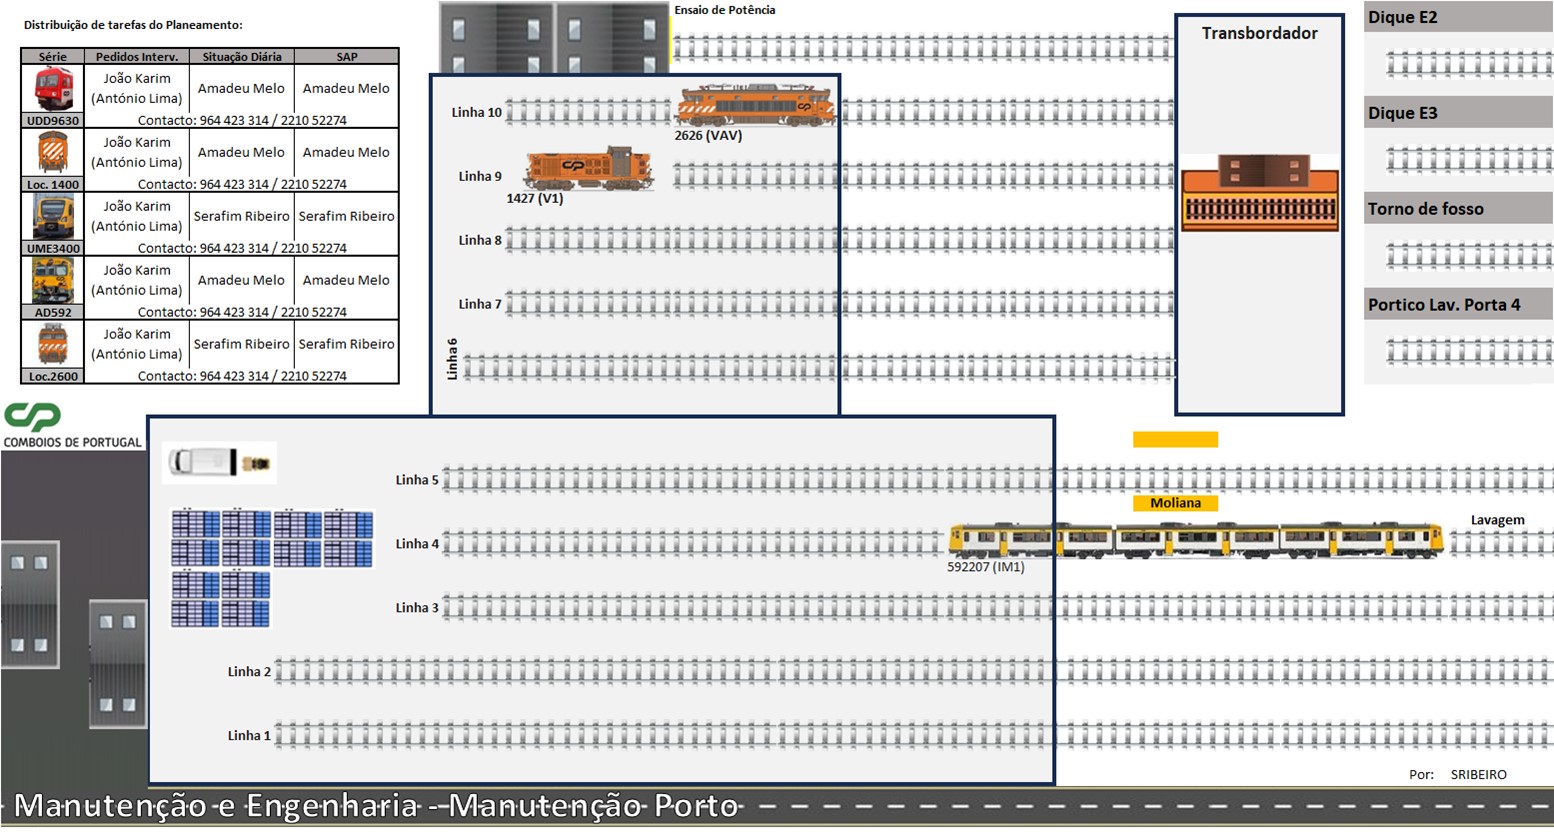 Distribuição de tarefas do Planeamento:
Série Pedidos Interv. Situação Diária SAP
João Karim
(António Lima) Amadeu Melo Amadeu Melo
UDD9630 Contacto: 964 423 314 / 2210 52274
João Karim
(António Lima) Amadeu Melo Amadeu Melo
Loc. 1400 Contacto: 964 423 314 / 2210 52274
João Karim
(António Lima) Serafim Ribeiro Serafim Ribeiro
UME3400 Contacto: 964 423 314 / 2210 52274
João Karim
(António Lima) Amadeu Melo Amadeu Melo
AD592 Contacto: 964 423 314 / 2210 52274
João Karim
(António Lima) Serafim Ribeiro Serafim Ribeiro
Loc.2600 Contacto: 964 423 314 / 2210 52274
Ensaio de Potência
Linha 10
2626 (VAV)
Linha 9
CP
1427 (V1)
Linha 8
Linha 7
Linha 6
Transbordador
Dique E2
Dique E3
Torno de fosso
Portico Lav. Porta 4
CP
COMBOIOS DE PORTUGAL
Linha 5
Moliana
Linha 4
592207 (IM1)
Lavagem
Linha 3
Linha 2
Linha 1
Por: SRIBEIRO
Manutenção e Engenharia - Manutenção Porto